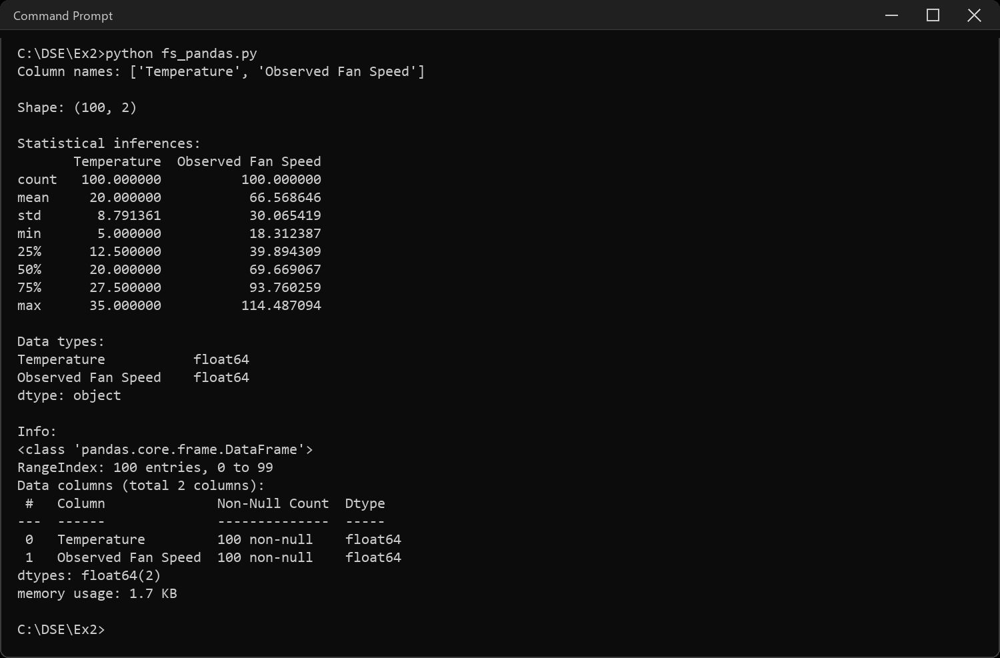 Command Prompt
C:\DSE\Ex2>python fs_pandas.py
Column names: ['Temperature', 'Observed Fan Speed']
Shape: (100, 2)
Statistical inferences:
       Temperature  Observed Fan Speed
count   100.000000          100.000000
mean     20.000000           66.568646
std       8.791361           30.065419
min       5.000000           18.312387
25%      12.500000           39.894309
50%      20.000000           69.669067
75%      27.500000           93.760259
max      35.000000          114.487094
Data types:
Temperature           float64
Observed Fan Speed    float64
dtype: object
Info:
<class 'pandas.core.frame.DataFrame'>
RangeIndex: 100 entries, 0 to 99
Data columns (total 2 columns):
 #   Column              Non-Null Count  Dtype
---  ------              --------------  -----
 0   Temperature         100 non-null    float64
 1   Observed Fan Speed  100 non-null    float64
dtypes: float64(2)
memory usage: 1.7 KB
C:\DSE\Ex2>